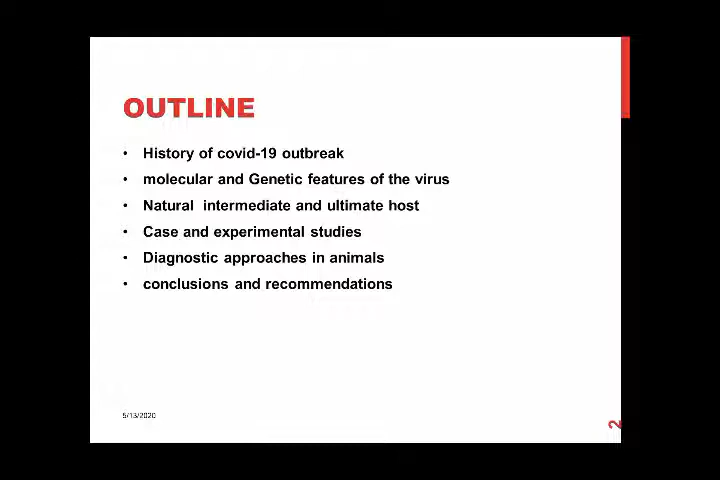 OUTLINE
• History of covid-19 outbreak
• molecular and Genetic features of the virus
• Natural intermediate and ultimate host
• Case and experimental studies
• Diagnostic approaches in animals
• conclusions and recommendations
5/13/2020
2